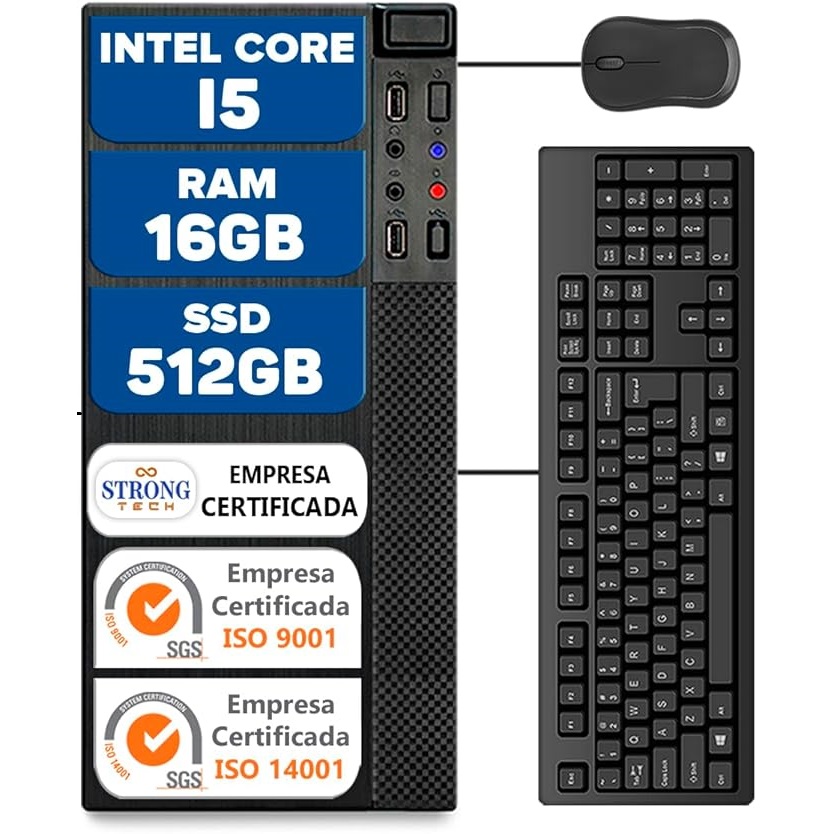 INTEL CORE
I5
RAM
16GB
SSD
512GB
STRONG
TECH
EMPRESA
CERTIFICADA
SYSTEM CERTIFICATION
ISO 9001
SGS
Empresa
Certificada
ISO 9001
SYSTEM CERTIFICATION
ISO 14001
SGS
Empresa
Certificada
ISO 14001